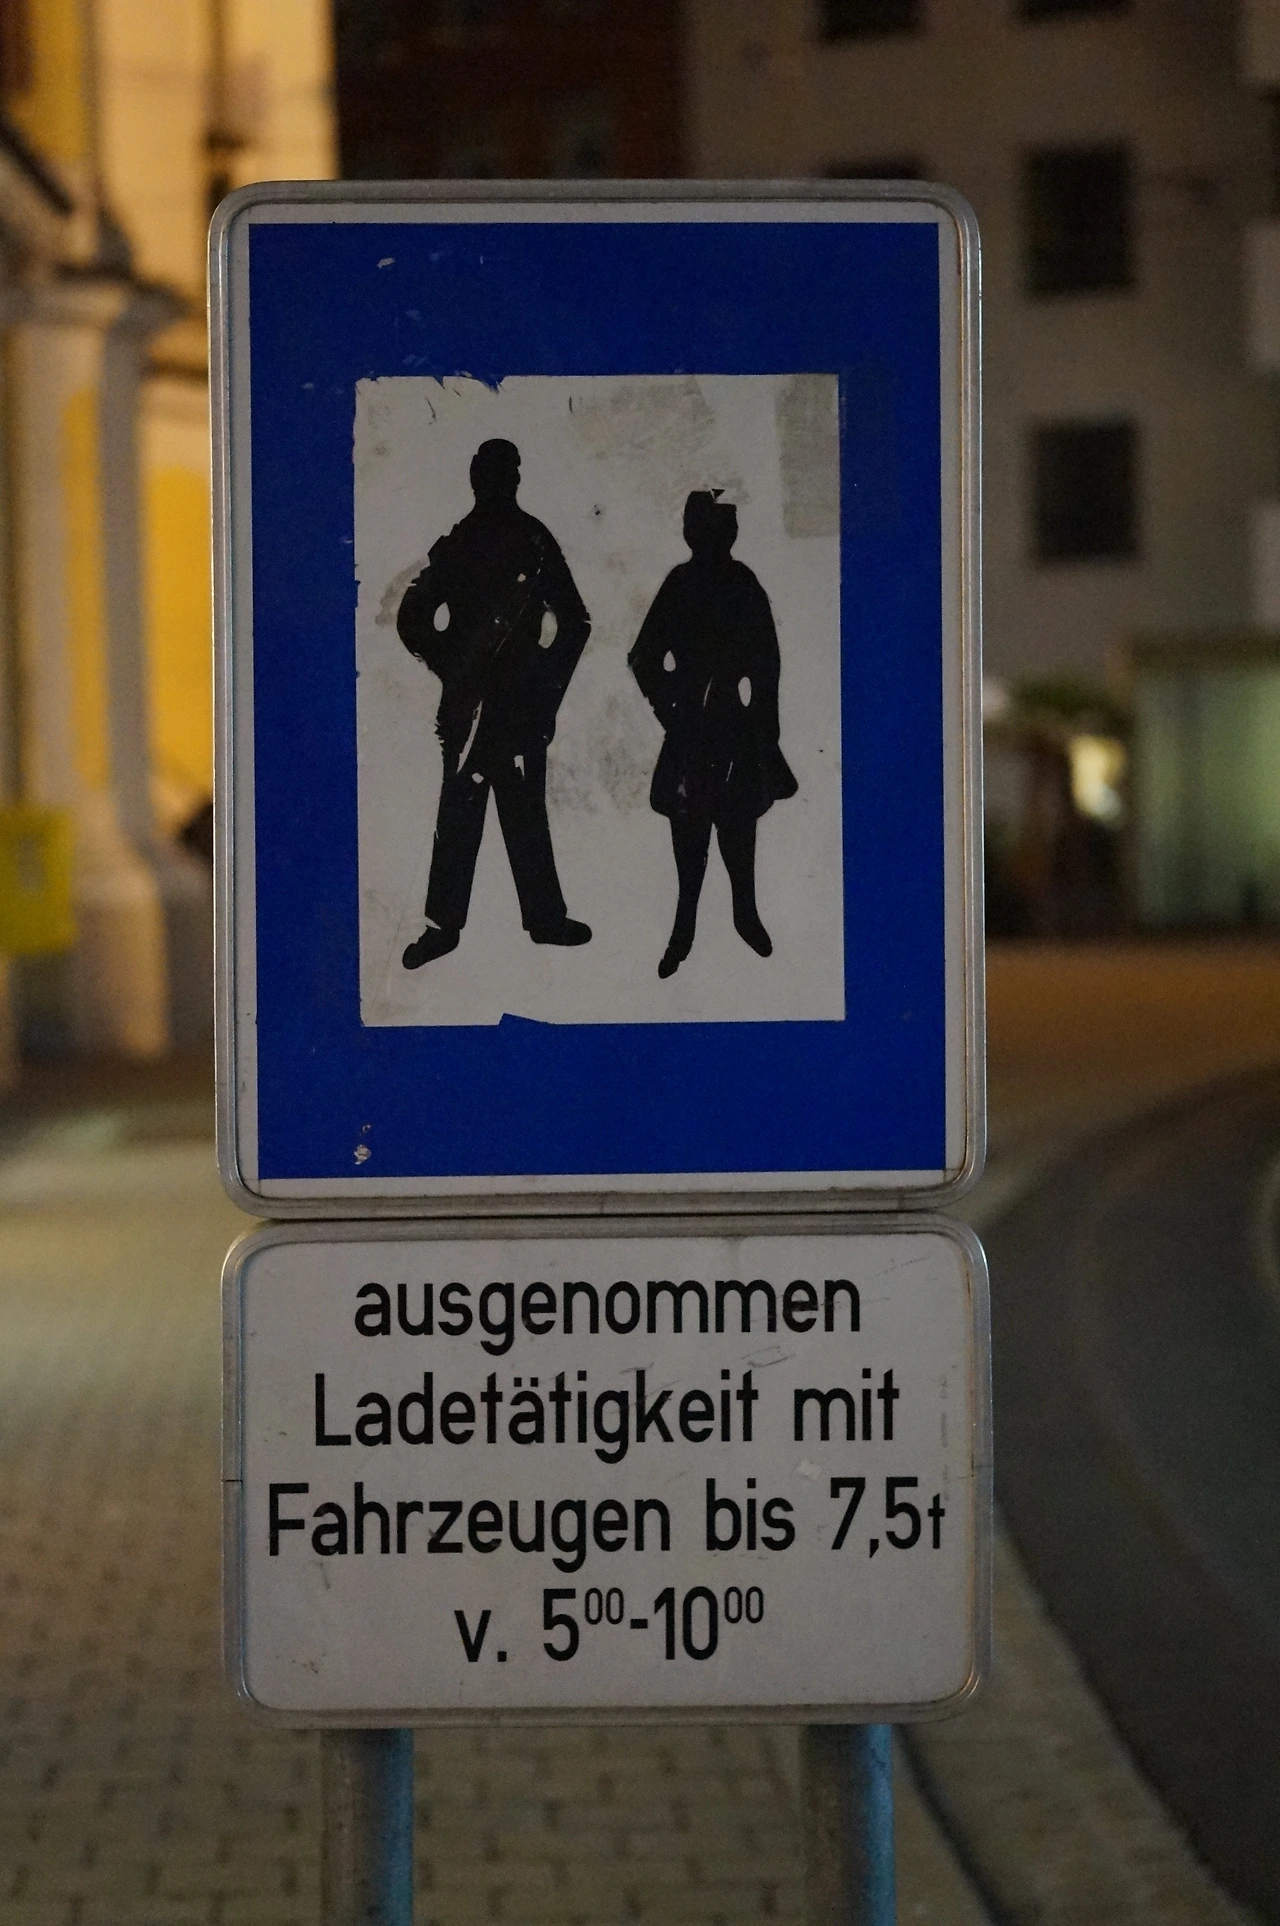 ausgenommen
Ladetätigkeit mit
Fahrzeugen bis 7,5t
v. 5⁰⁰-10⁰⁰